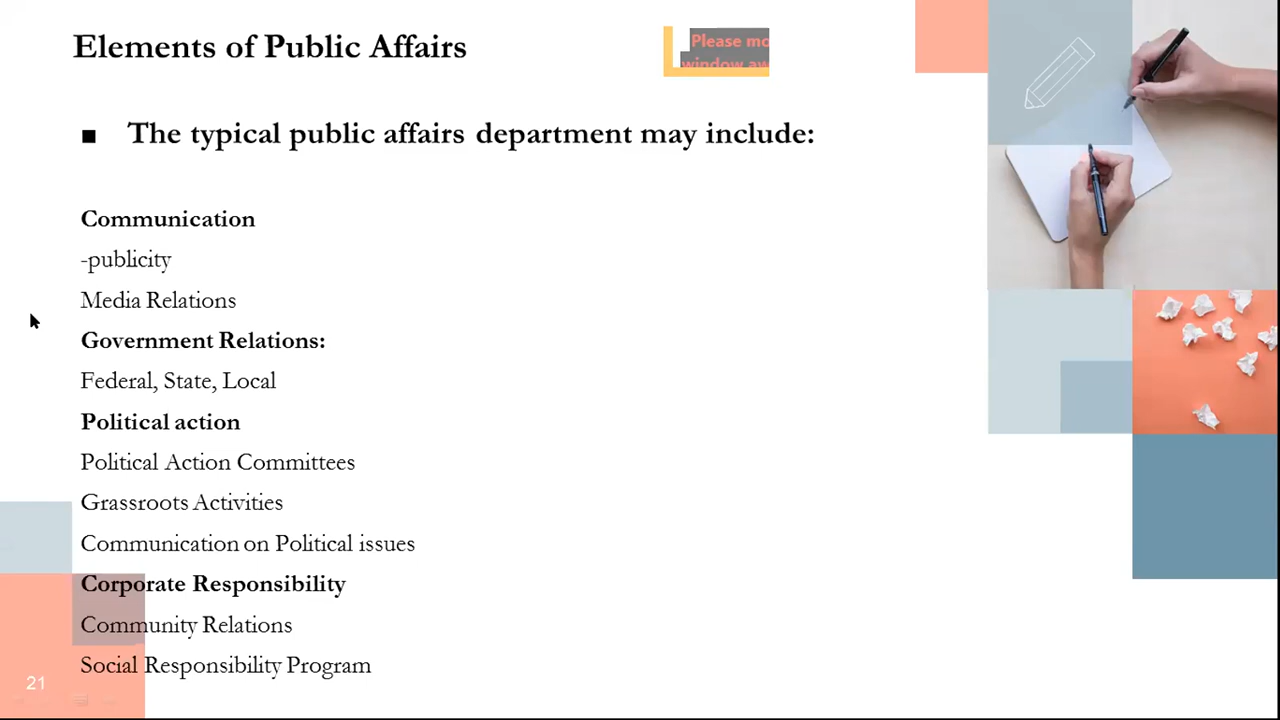 Elements of Public Affairs
Please mo
window aw
■ The typical public affairs department may include:
Communication
-publicity
Media Relations
Government Relations:
Federal, State, Local
Political action
Political Action Committees
Grassroots Activities
Communication on Political issues
Corporate Responsibility
Community Relations
Social Responsibility Program
21